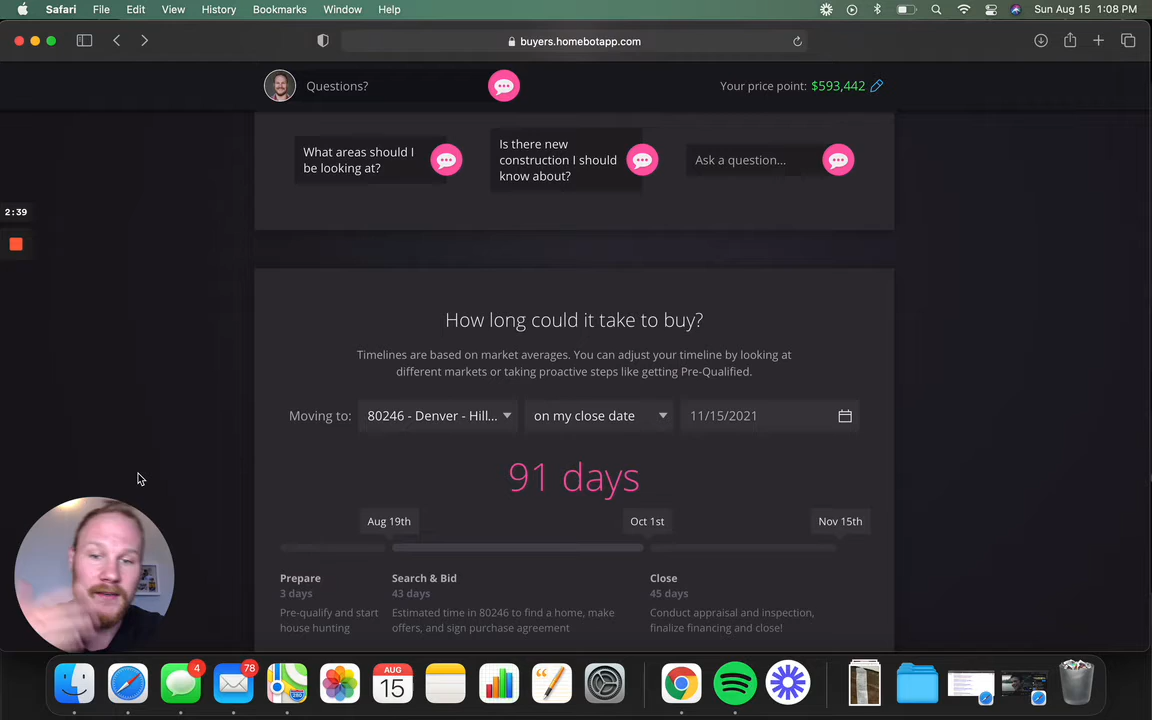 Safari File Edit View History Bookmarks Window Help Sun Aug 15 1:08 PM
buyers.homebotapp.com
Questions? Your price point: $593,442
What areas should I
be looking at?
Is there new
construction I should
know about?
Ask a question...
2:39
How long could it take to buy?
Timelines are based on market averages. You can adjust your timeline by looking at
different markets or taking proactive steps like getting Pre-Qualified.
Moving to: 80246 - Denver - Hill... on my close date 11/15/2021
91 days
Aug 19th Oct 1st Nov 15th
Prepare
3 days
Pre-qualify and start
house hunting
Search & Bid
43 days
Estimated time in 80246 to find a home, make
offers, and sign purchase agreement
Close
45 days
Conduct appraisal and inspection,
finalize financing and close!
4
78
280
AUG
15